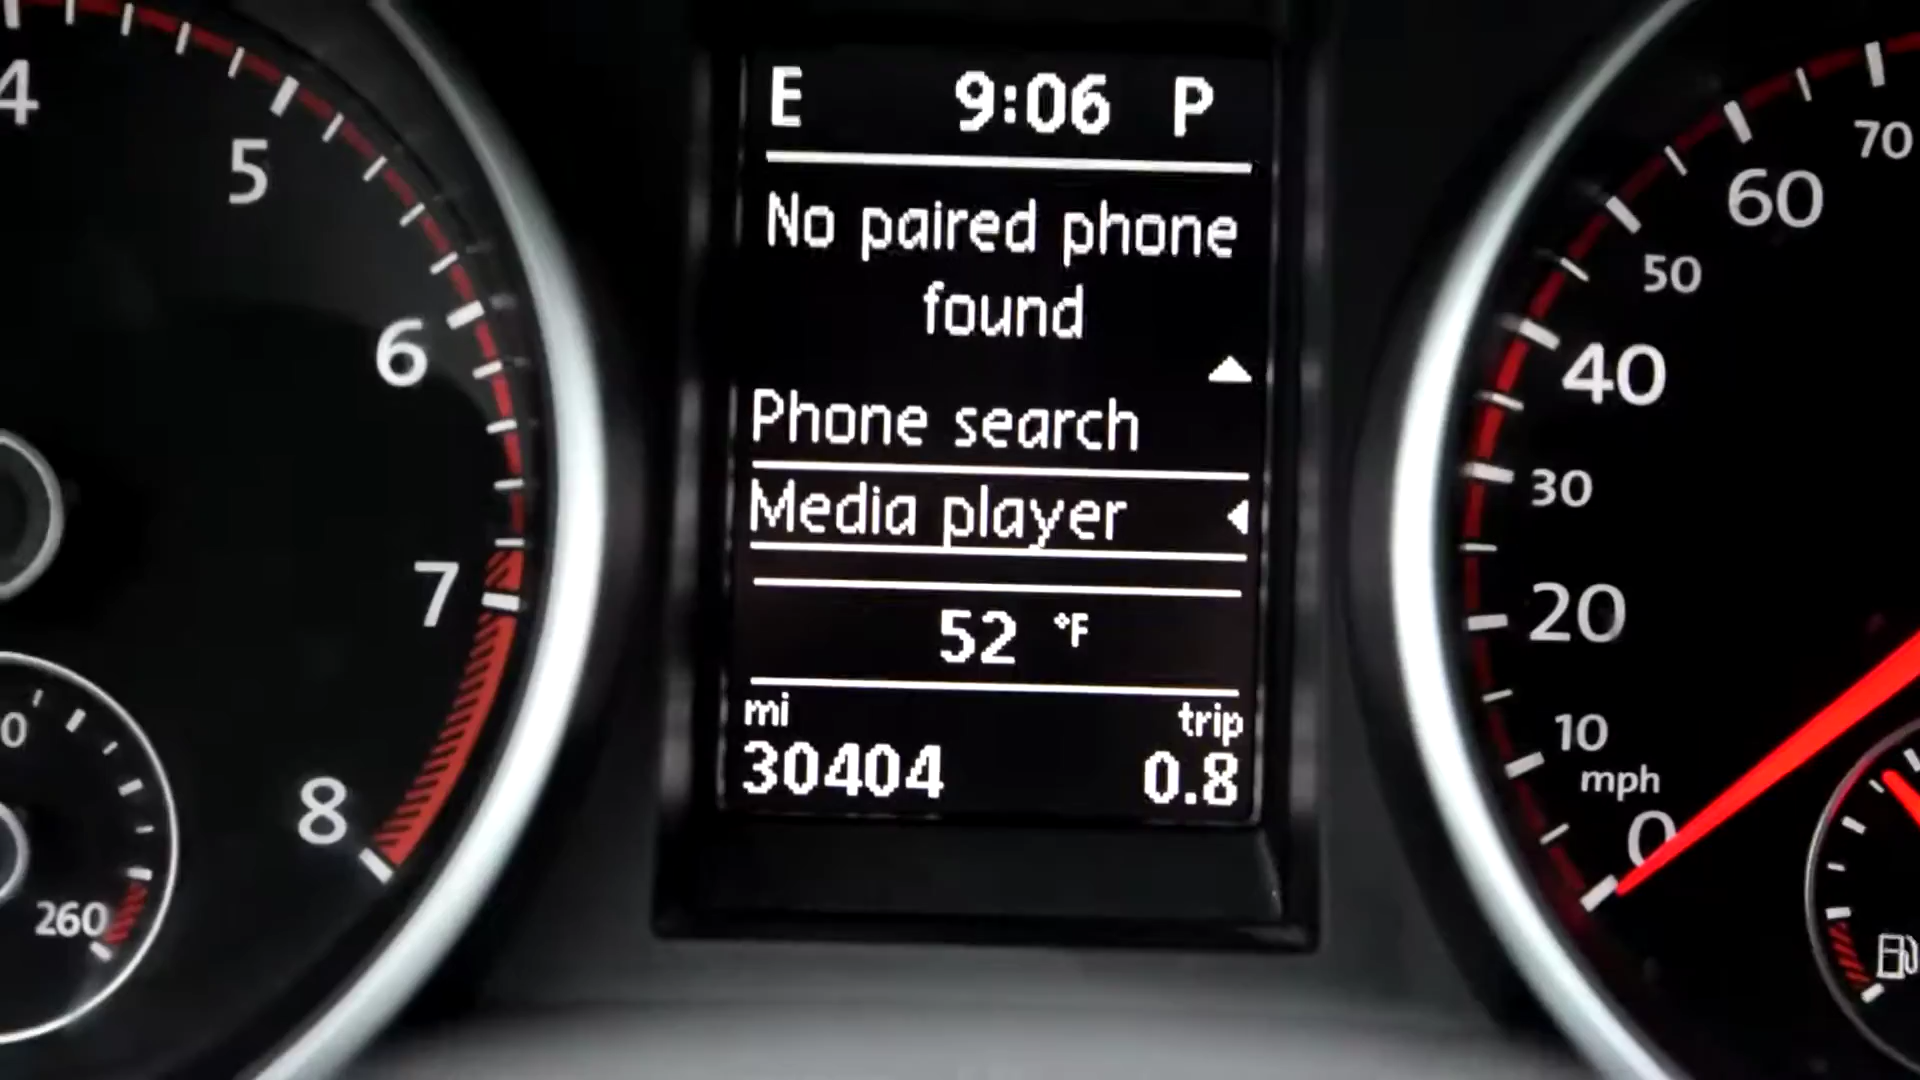 E 9:06 P
No paired phone
found
Phone search
Media player
52 °F
mi trip
30404 0.8
4
5
6
7
8
260
70
60
50
40
30
20
10
mph
0